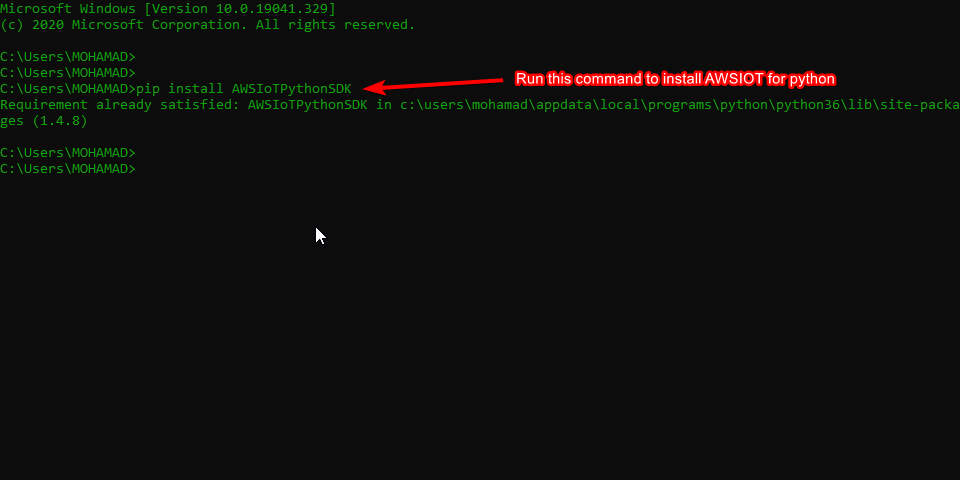 Microsoft Windows [Version 10.0.19041.329]
(c) 2020 Microsoft Corporation. All rights reserved.
C:\Users\MOHAMAD>
C:\Users\MOHAMAD>
C:\Users\MOHAMAD>pip install AWSIoTPythonSDK
Run this command to install AWSIOT for python
Requirement already satisfied: AWSIoTPythonSDK in c:\users\mohamad\appdata\local\programs\python\python36\lib\site-packa
ges (1.4.8)
C:\Users\MOHAMAD>
C:\Users\MOHAMAD>